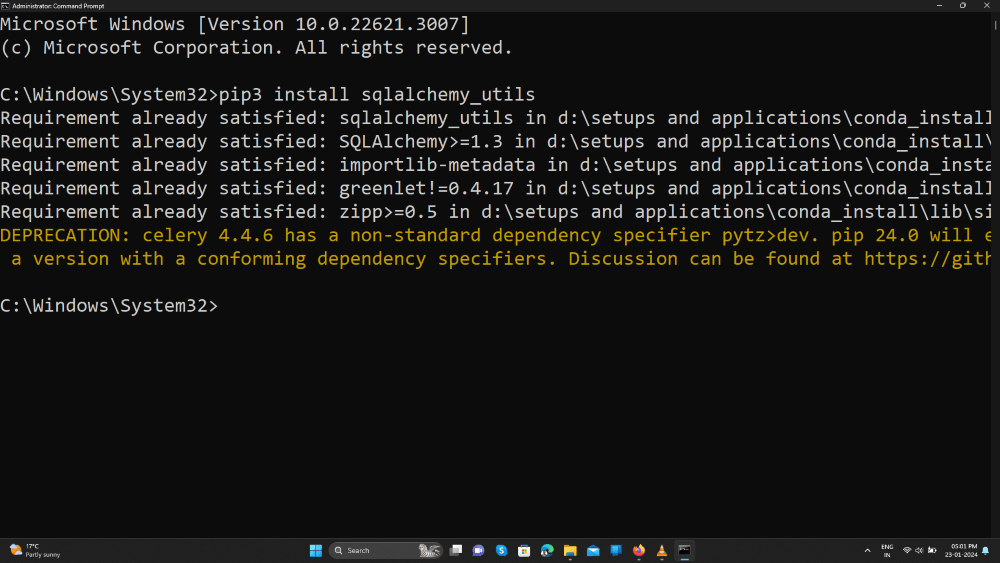 Administrator: Command Prompt
Microsoft Windows [Version 10.0.22621.3007]
(c) Microsoft Corporation. All rights reserved.
C:\Windows\System32>pip3 install sqlalchemy_utils
Requirement already satisfied: sqlalchemy_utils in d:\setups and applications\conda_install
Requirement already satisfied: SQLAlchemy>=1.3 in d:\setups and applications\conda_install\
Requirement already satisfied: importlib-metadata in d:\setups and applications\conda_insta
Requirement already satisfied: greenlet!=0.4.17 in d:\setups and applications\conda_install
Requirement already satisfied: zipp>=0.5 in d:\setups and applications\conda_install\lib\si
DEPRECATION: celery 4.4.6 has a non-standard dependency specifier pytz>dev. pip 24.0 will e
a version with a conforming dependency specifiers. Discussion can be found at https://gith
C:\Windows\System32>
17°C
Partly sunny
Search
ENG
IN
05:01 PM
23-01-2024